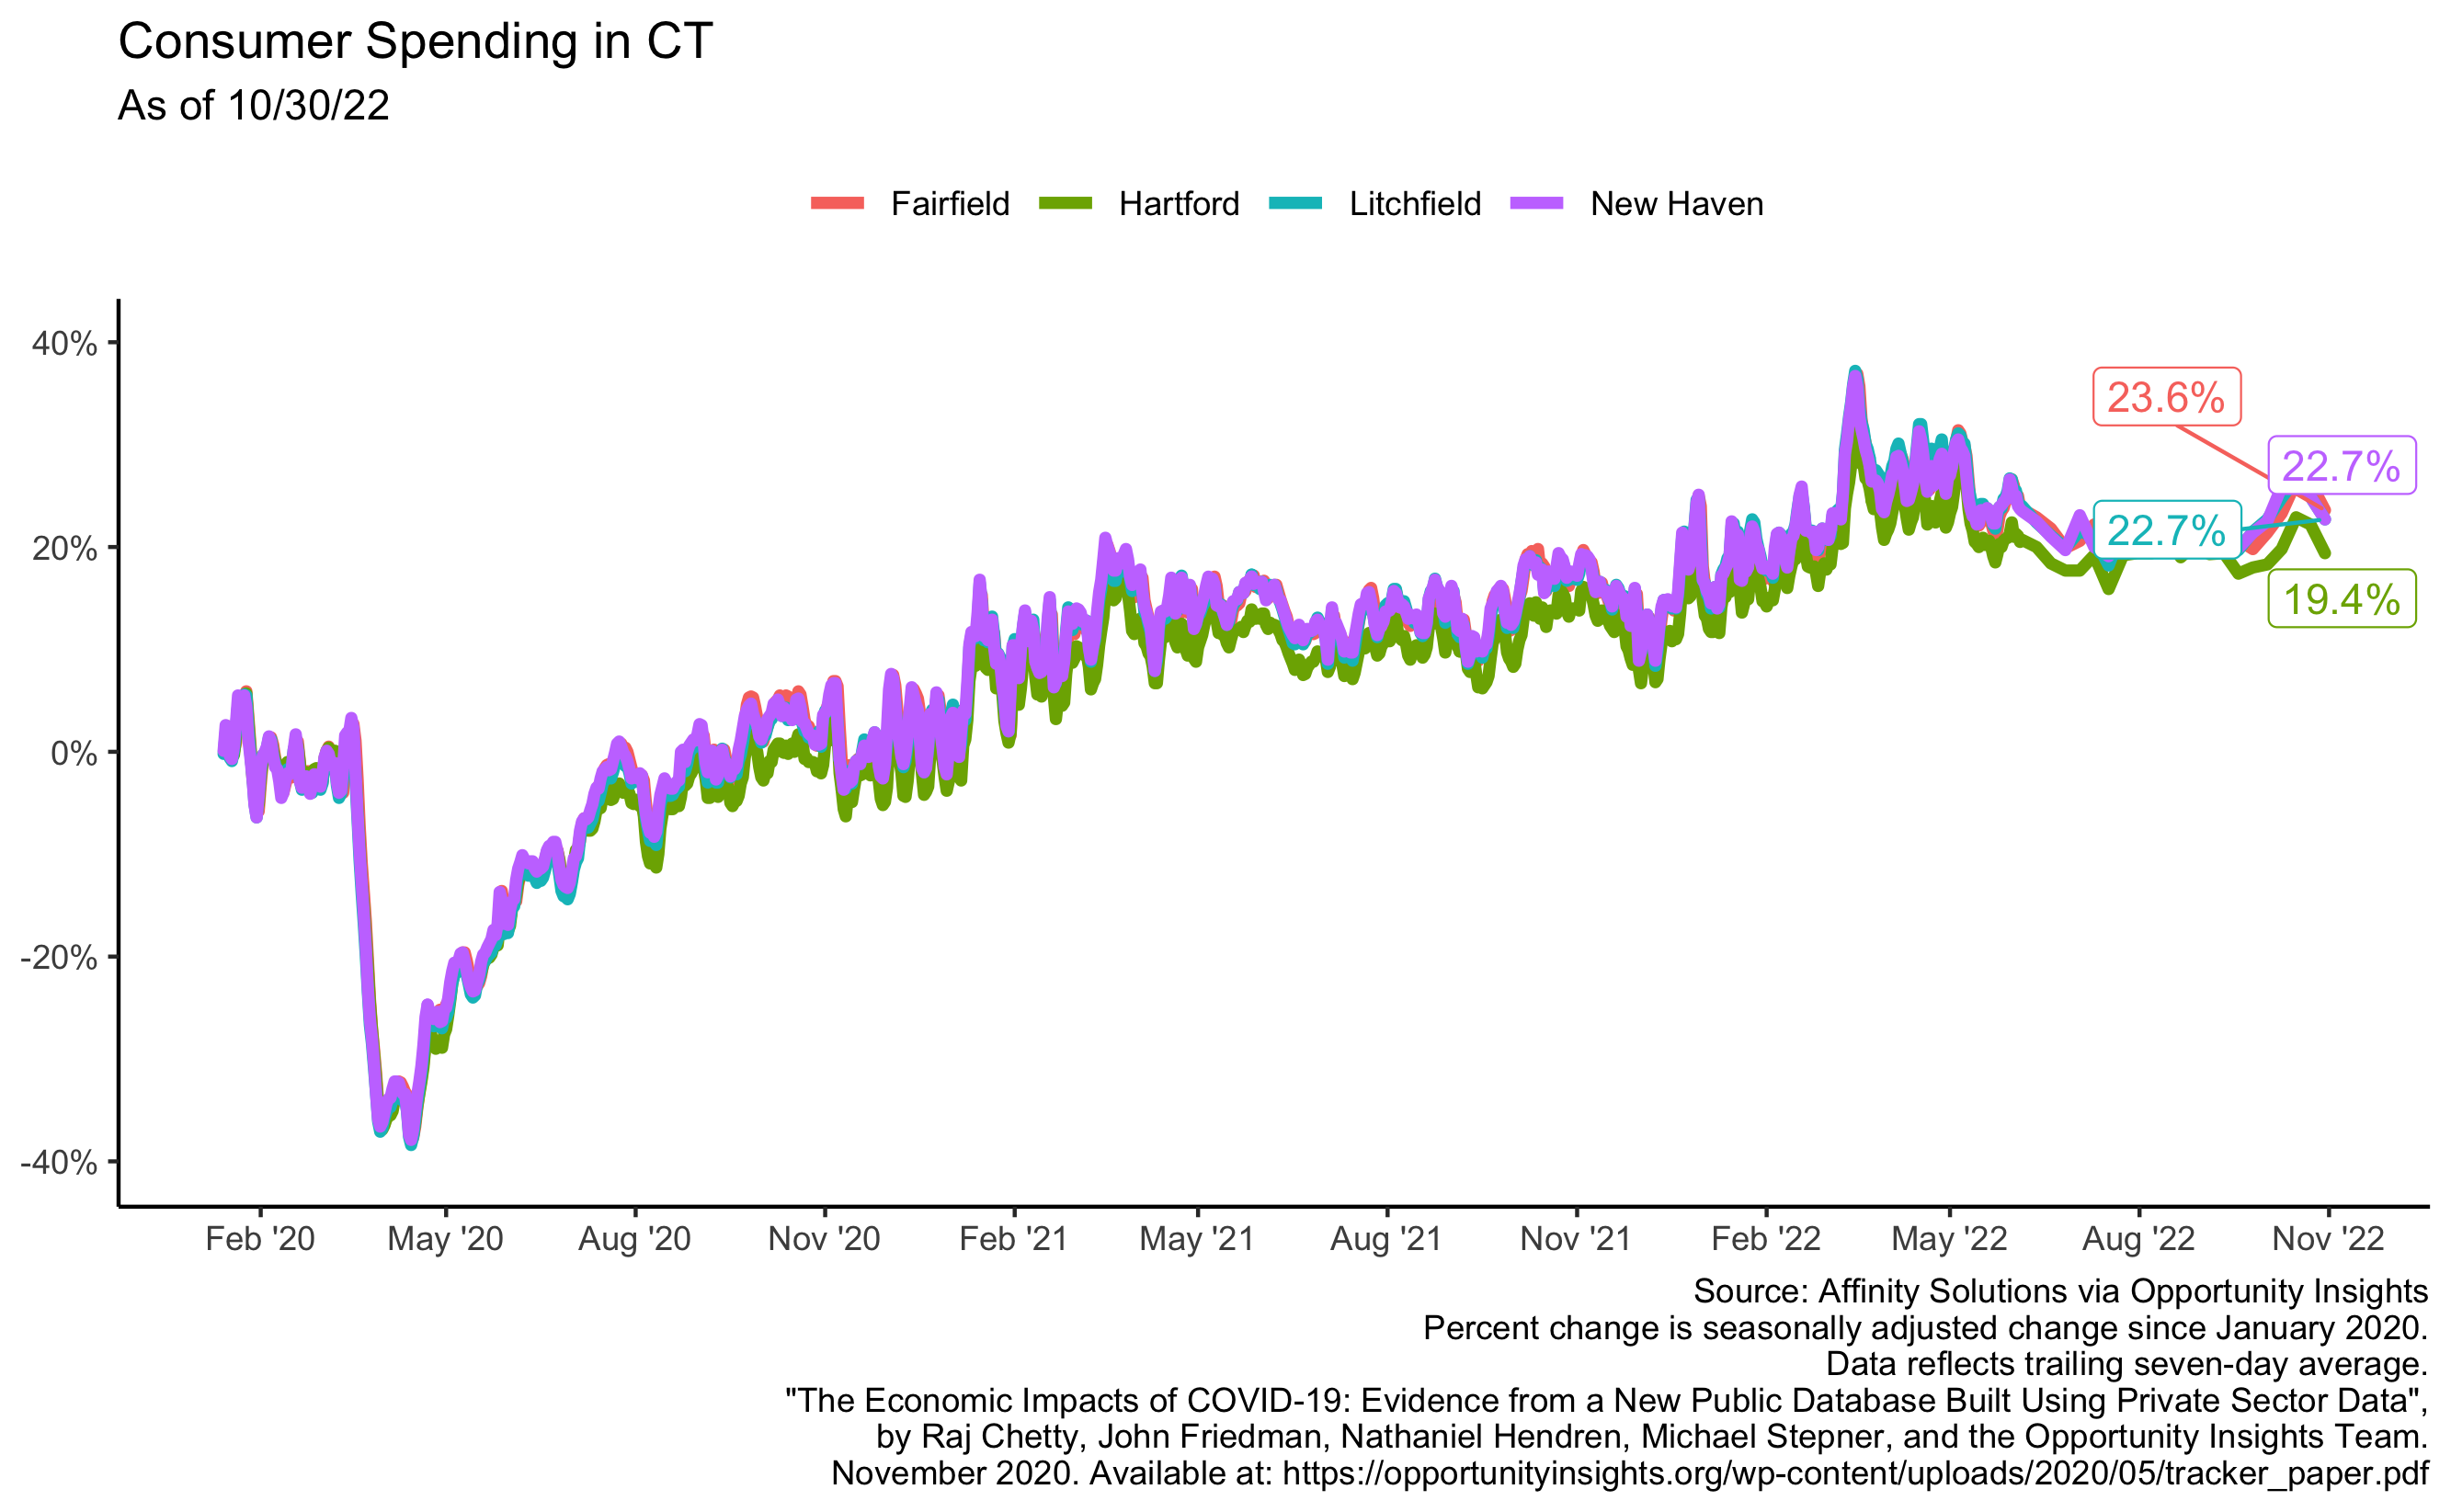 Consumer Spending in CT
As of 10/30/22
Fairfield Hartford Litchfield New Haven
40%
20%
0%
-20%
-40%
23.6%
22.7%
22.7%
19.4%
Feb '20 May '20 Aug '20 Nov '20 Feb '21 May '21 Aug '21 Nov '21 Feb '22 May '22 Aug '22 Nov '22
Source: Affinity Solutions via Opportunity Insights
Percent change is seasonally adjusted change since January 2020.
Data reflects trailing seven-day average.
"The Economic Impacts of COVID-19: Evidence from a New Public Database Built Using Private Sector Data",
by Raj Chetty, John Friedman, Nathaniel Hendren, Michael Stepner, and the Opportunity Insights Team.
November 2020. Available at: https://opportunityinsights.org/wp-content/uploads/2020/05/tracker_paper.pdf